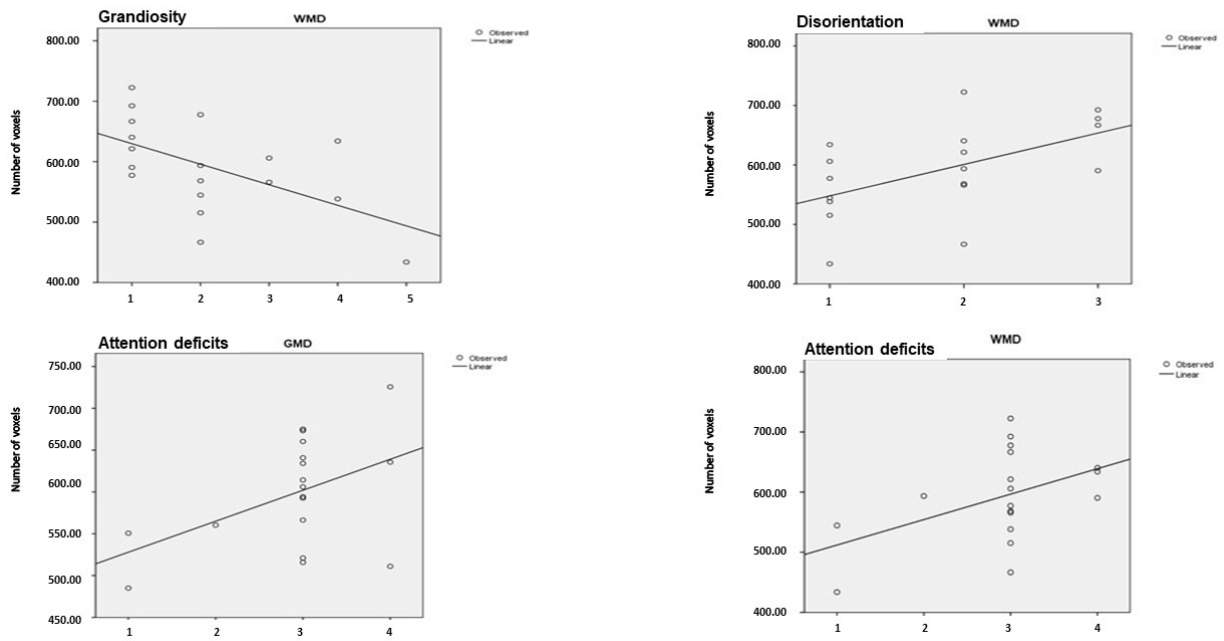 Grandiosity
WMD
Observed
Linear
Number of voxels
800.00
700.00
600.00
500.00
400.00
1 2 3 4 5
Disorientation
WMD
Observed
Linear
Number of voxels
800.00
700.00
600.00
500.00
400.00
1 2 3
Attention deficits
GMD
Observed
Linear
Number of voxels
750.00
700.00
650.00
600.00
550.00
500.00
450.00
1 2 3 4
Attention deficits
WMD
Observed
Linear
Number of voxels
800.00
700.00
600.00
500.00
400.00
1 2 3 4